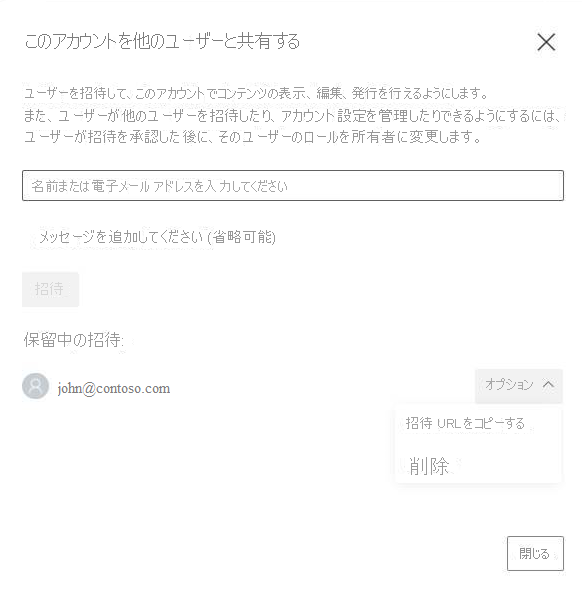 このアカウントを他のユーザーと共有する
ユーザーを招待して、このアカウントでコンテンツの表示、編集、発行を行えるようにします。
また、ユーザーが他のユーザーを招待したり、アカウント設定を管理したりできるようにするには、
ユーザーが招待を承認した後に、そのユーザーのロールを所有者に変更します。
名前または電子メール アドレスを入力してください
メッセージを追加してください (省略可能)
招待
保留中の招待:
john@contoso.com
オプション
招待 URLをコピーする
削除
閉じる